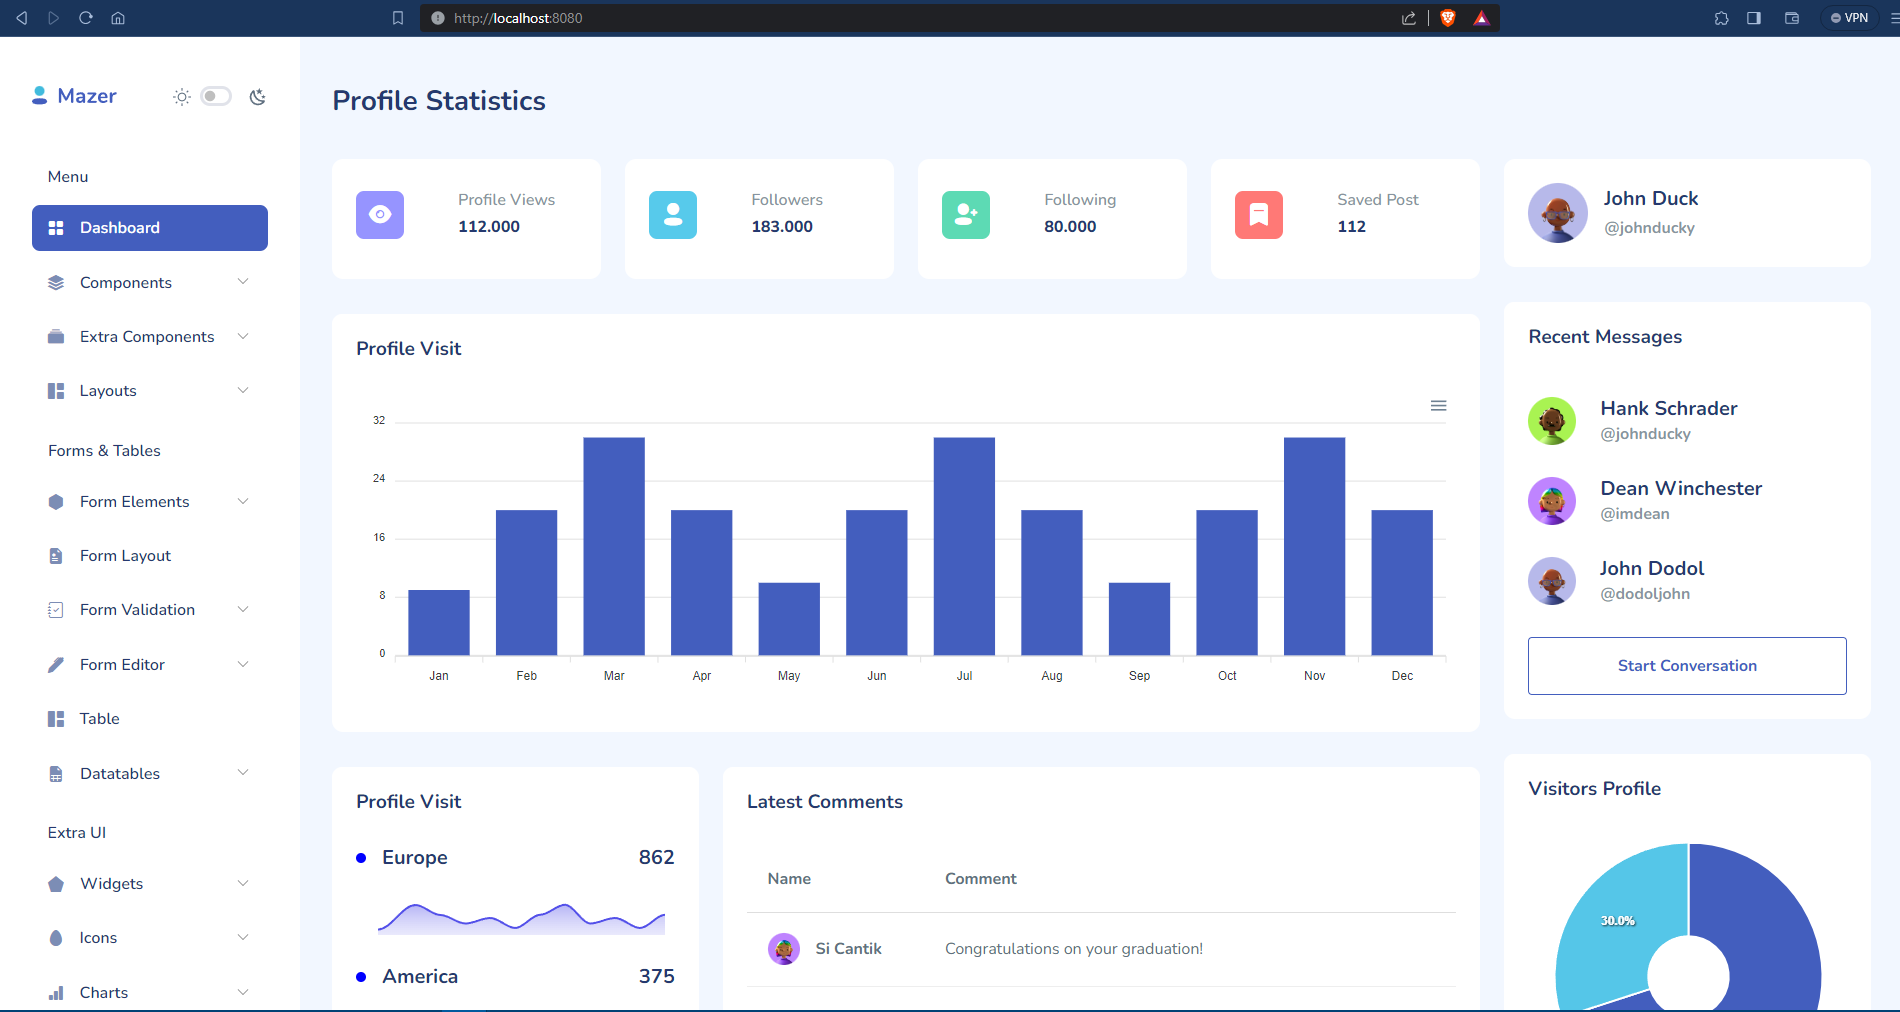 http://localhost:8080
VPN
Mazer
Menu
Dashboard
Components
Extra Components
Layouts
Forms & Tables
Form Elements
Form Layout
Form Validation
Form Editor
Table
Datatables
Extra UI
Widgets
Icons
Charts
Profile Statistics
Profile Views
112.000
Followers
183.000
Following
80.000
Saved Post
112
John Duck
@johnducky
Profile Visit
32
24
16
8
0
Jan Feb Mar Apr May Jun Jul Aug Sep Oct Nov Dec
Recent Messages
Hank Schrader
@johnducky
Dean Winchester
@imdean
John Dodol
@dodoljohn
Start Conversation
Profile Visit
Europe 862
America 375
Latest Comments
Name Comment
Si Cantik Congratulations on your graduation!
Visitors Profile
30.0%